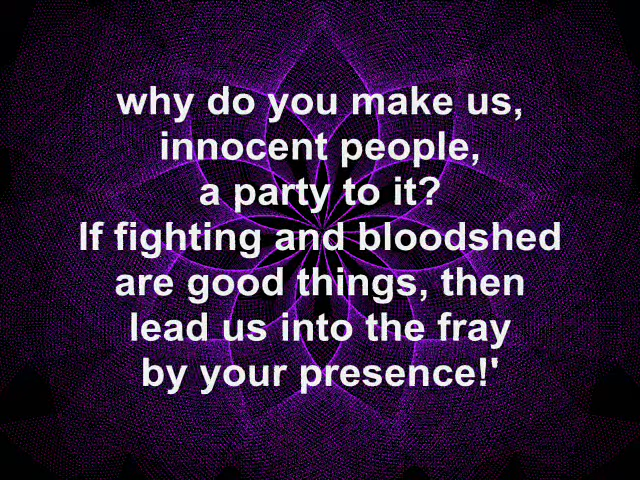 why do you make us,
innocent people,
a party to it?
If fighting and bloodshed
are good things, then
lead us into the fray
by your presence!'